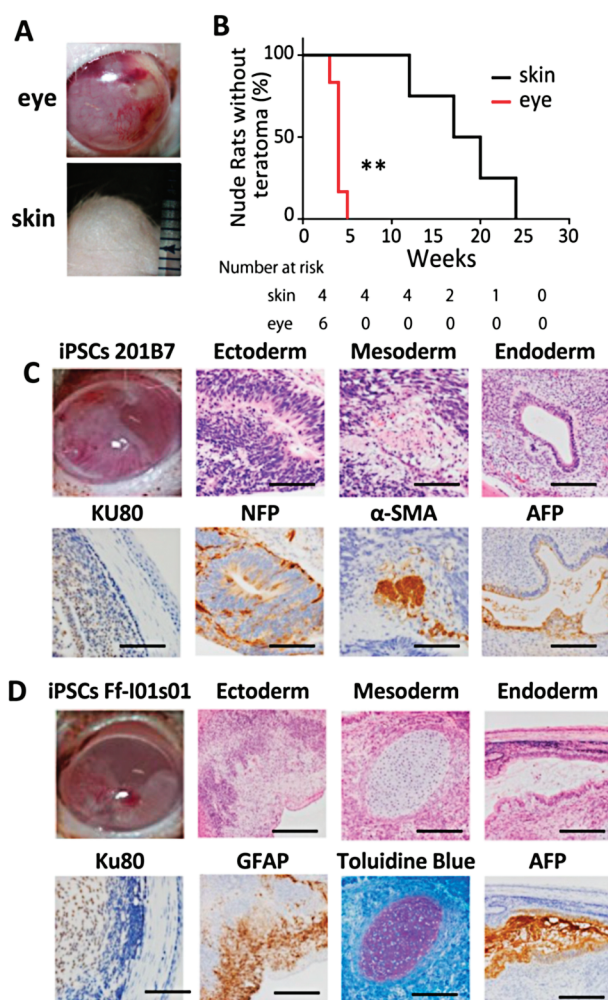 A
eye
skin
B
Nude Rats without
teratoma (%)
100
50
0
skin
eye
**
0 5 10 15 20 25 30
Weeks
Number at risk
skin 4 4 4 2 1 0
eye 6 0 0 0 0 0
C
iPSCs 201B7 Ectoderm Mesoderm Endoderm
KU80 NFP α-SMA AFP
D
iPSCs Ff-I01s01 Ectoderm Mesoderm Endoderm
Ku80 GFAP Toluidine Blue AFP